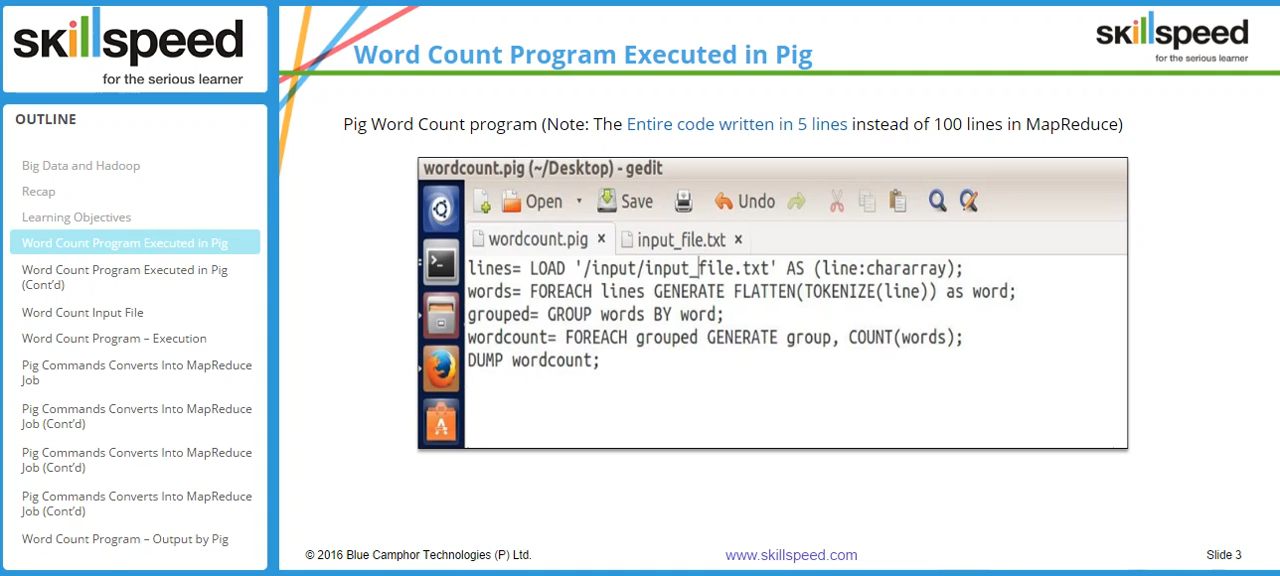 skillspeed
for the serious learner
OUTLINE
Big Data and Hadoop
Recap
Learning Objectives
Word Count Program Executed in Pig
Word Count Program Executed in Pig
(Cont'd)
Word Count Input File
Word Count Program – Execution
Pig Commands Converts Into MapReduce
Job
Pig Commands Converts Into MapReduce
Job (Cont'd)
Pig Commands Converts Into MapReduce
Job (Cont'd)
Pig Commands Converts Into MapReduce
Job (Cont'd)
Word Count Program – Output by Pig
Word Count Program Executed in Pig
skillspeed
for the serious learner
Pig Word Count program (Note: The Entire code written in 5 lines instead of 100 lines in MapReduce)
wordcount.pig (~/Desktop) - gedit
Open Save Undo
wordcount.pig x input_file.txt x
lines= LOAD '/input/input_file.txt' AS (line:chararray);
words= FOREACH lines GENERATE FLATTEN(TOKENIZE(line)) as word;
grouped= GROUP words BY word;
wordcount= FOREACH grouped GENERATE group, COUNT(words);
DUMP wordcount;
© 2016 Blue Camphor Technologies (P) Ltd.
www.skillspeed.com
Slide 3